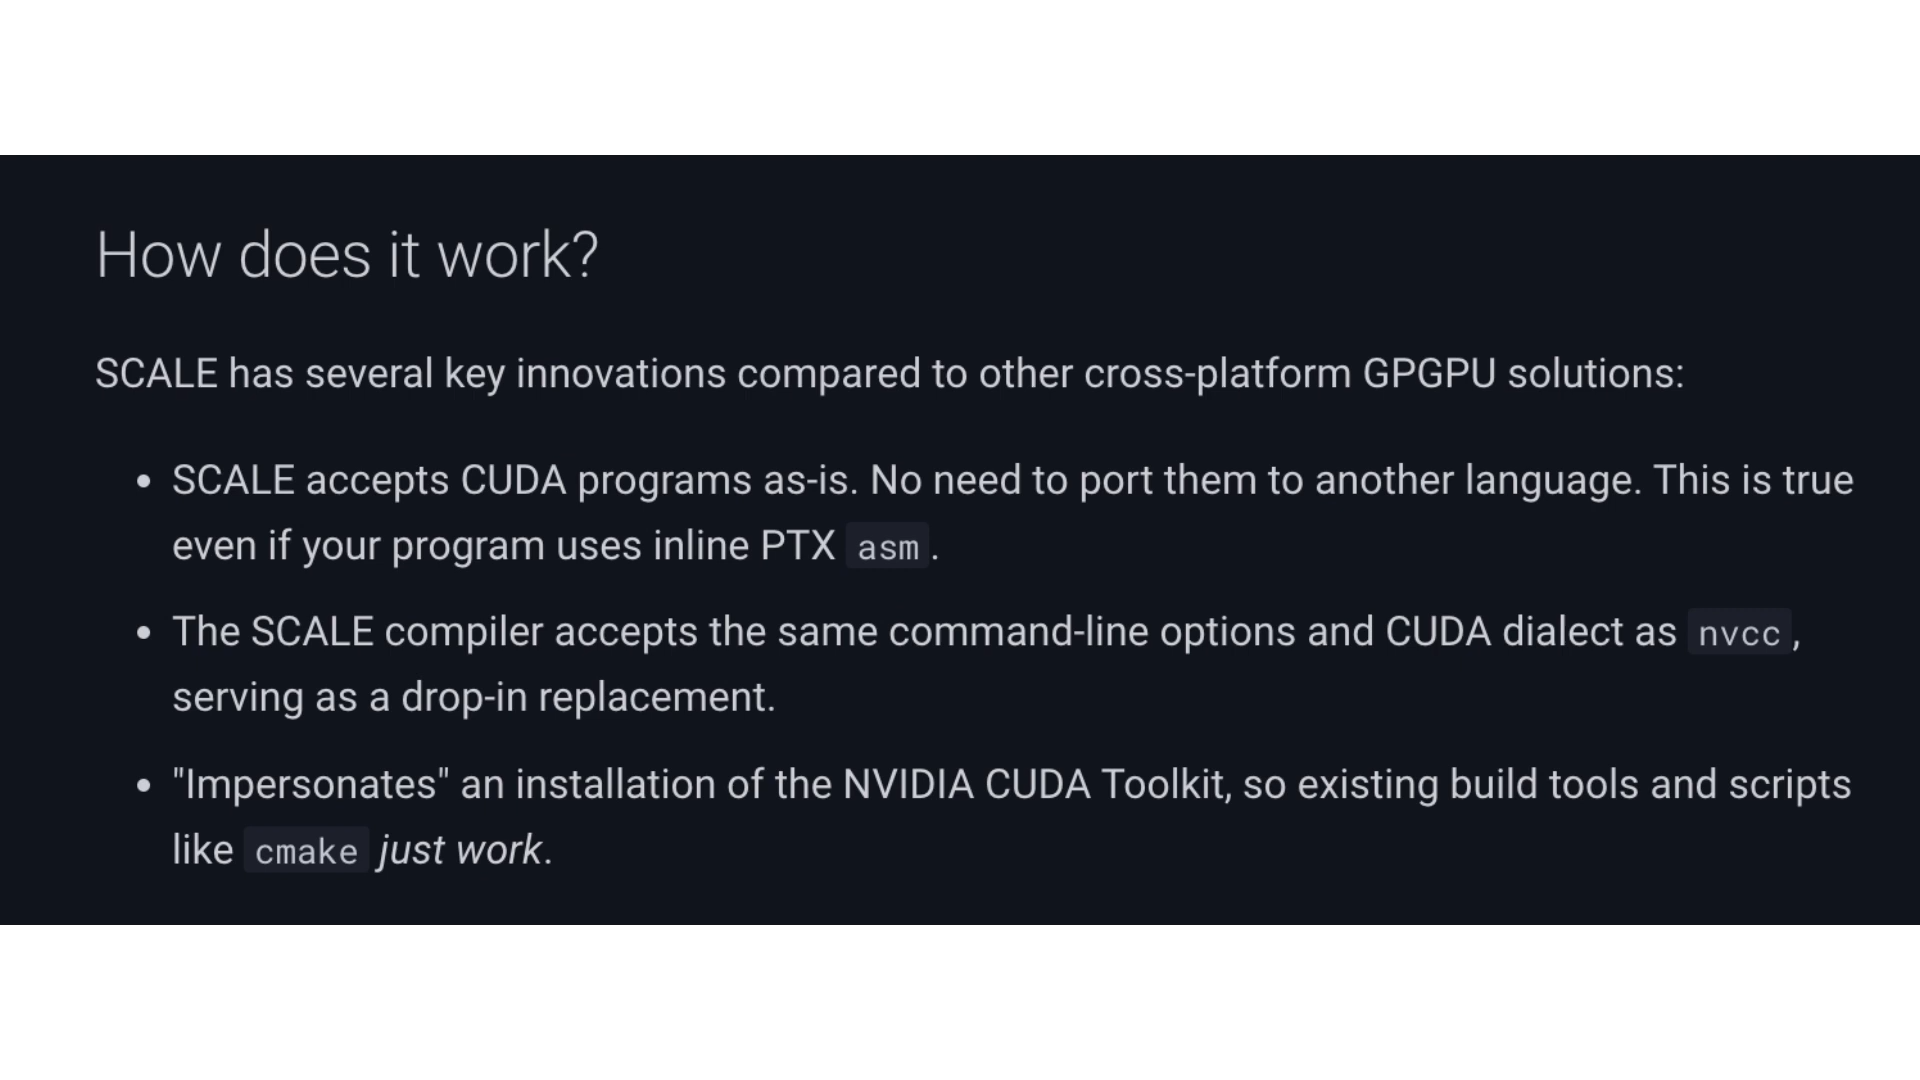 How does it work?
SCALE has several key innovations compared to other cross-platform GPGPU solutions:
• SCALE accepts CUDA programs as-is. No need to port them to another language. This is true
even if your program uses inline PTX asm.
• The SCALE compiler accepts the same command-line options and CUDA dialect as nvcc,
serving as a drop-in replacement.
• "Impersonates" an installation of the NVIDIA CUDA Toolkit, so existing build tools and scripts
like cmake just work.